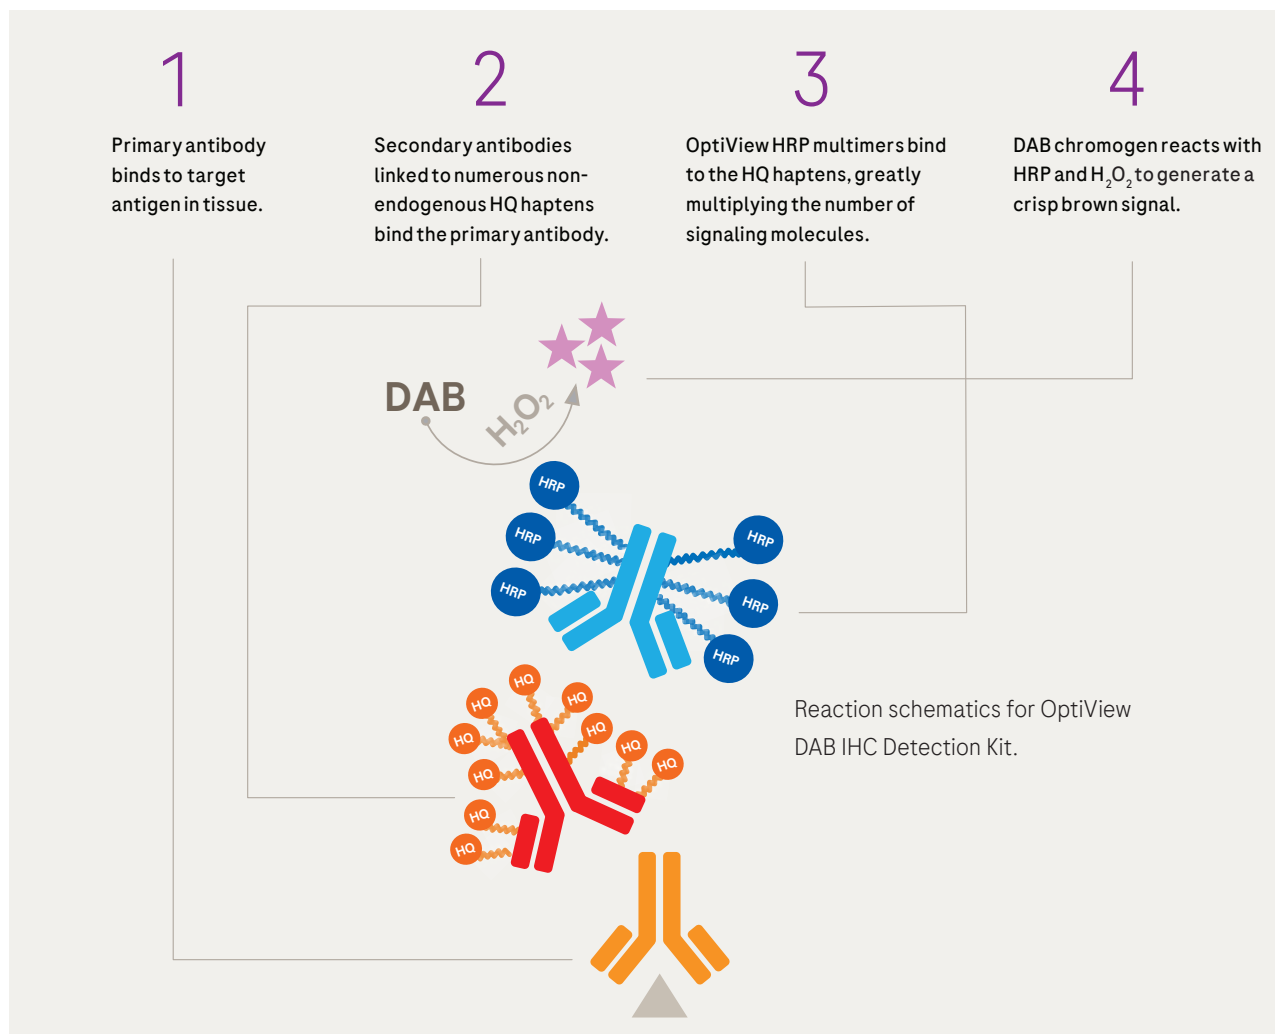 1
Primary antibody
binds to target
antigen in tissue.
2
Secondary antibodies
linked to numerous non-
endogenous HQ haptens
bind the primary antibody.
3
OptiView HRP multimers bind
to the HQ haptens, greatly
multiplying the number of
signaling molecules.
4
DAB chromogen reacts with
HRP and H₂O₂ to generate a
crisp brown signal.
DAB
H₂O₂
HRP
HRP
HRP
HRP
HRP
HRP
HQ
HQ
HQ
HQ
HQ
HQ
HQ
HQ
HQ
HQ
Reaction schematics for OptiView
DAB IHC Detection Kit.